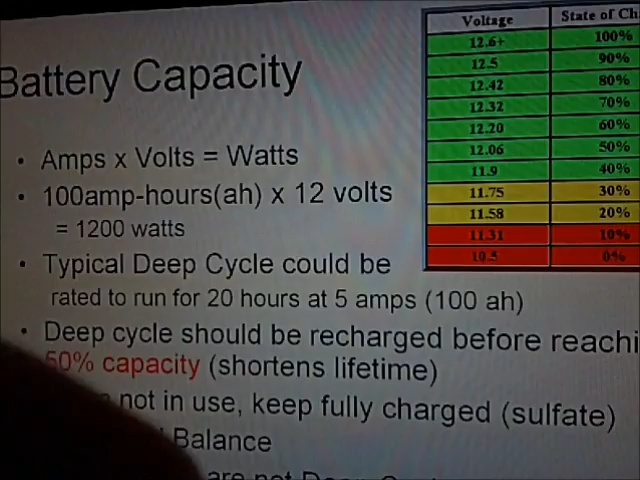 Battery Capacity
Voltage State of Ch
12.6+ 100%
12.5 90%
12.42 80%
12.32 70%
12.20 60%
12.06 50%
11.9 40%
11.75 30%
11.58 20%
11.31 10%
10.5 0%
• Amps x Volts = Watts
• 100amp-hours(ah) x 12 volts
= 1200 watts
• Typical Deep Cycle could be
rated to run for 20 hours at 5 amps (100 ah)
• Deep cycle should be recharged before reachi
50% capacity (shortens lifetime)
not in use, keep fully charged (sulfate)
Balance
are not